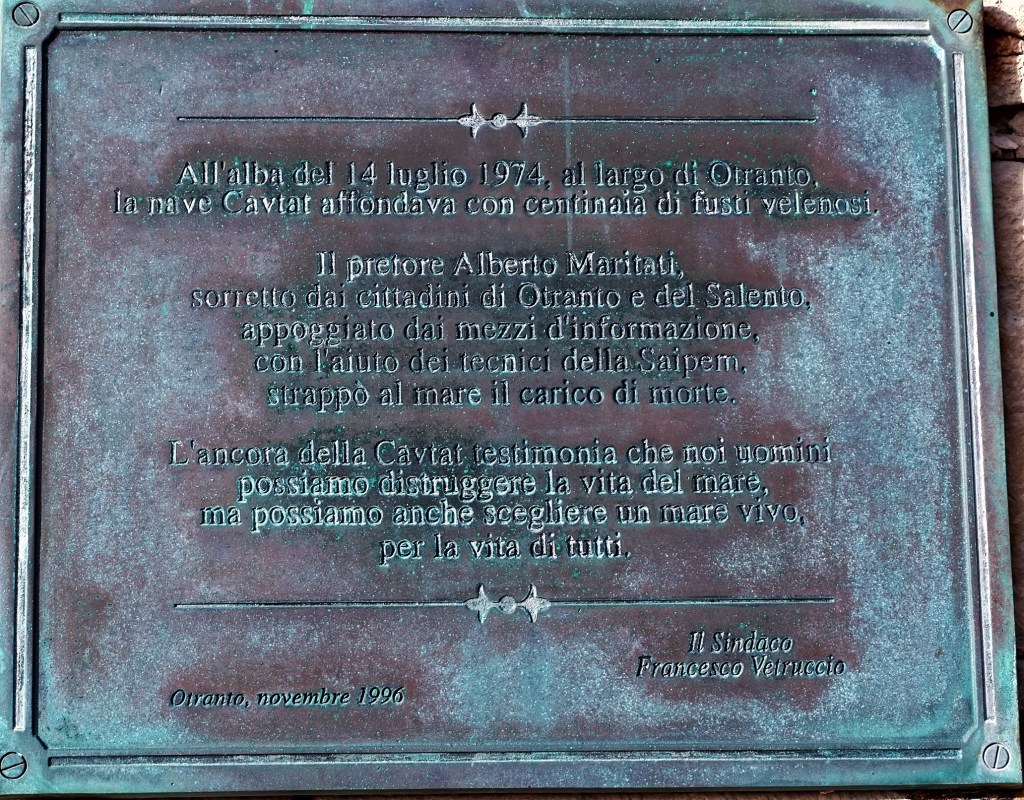 All'alba del 14 luglio 1974, al largo di Otranto,
la nave Cavtat affondava con centinaia di fusti velenosi.
Il pretore Alberto Maritati,
sorretto dai cittadini di Otranto e del Salento,
appoggiato dai mezzi d'informazione,
con l'aiuto dei tecnici della Saipem,
strappò al mare il carico di morte.
L'ancora della Cavtat testimonia che noi uomini
possiamo distruggere la vita del mare,
ma possiamo anche scegliere un mare vivo,
per la vita di tutti.
Il Sindaco
Francesco Vetruccio
Otranto, novembre 1996